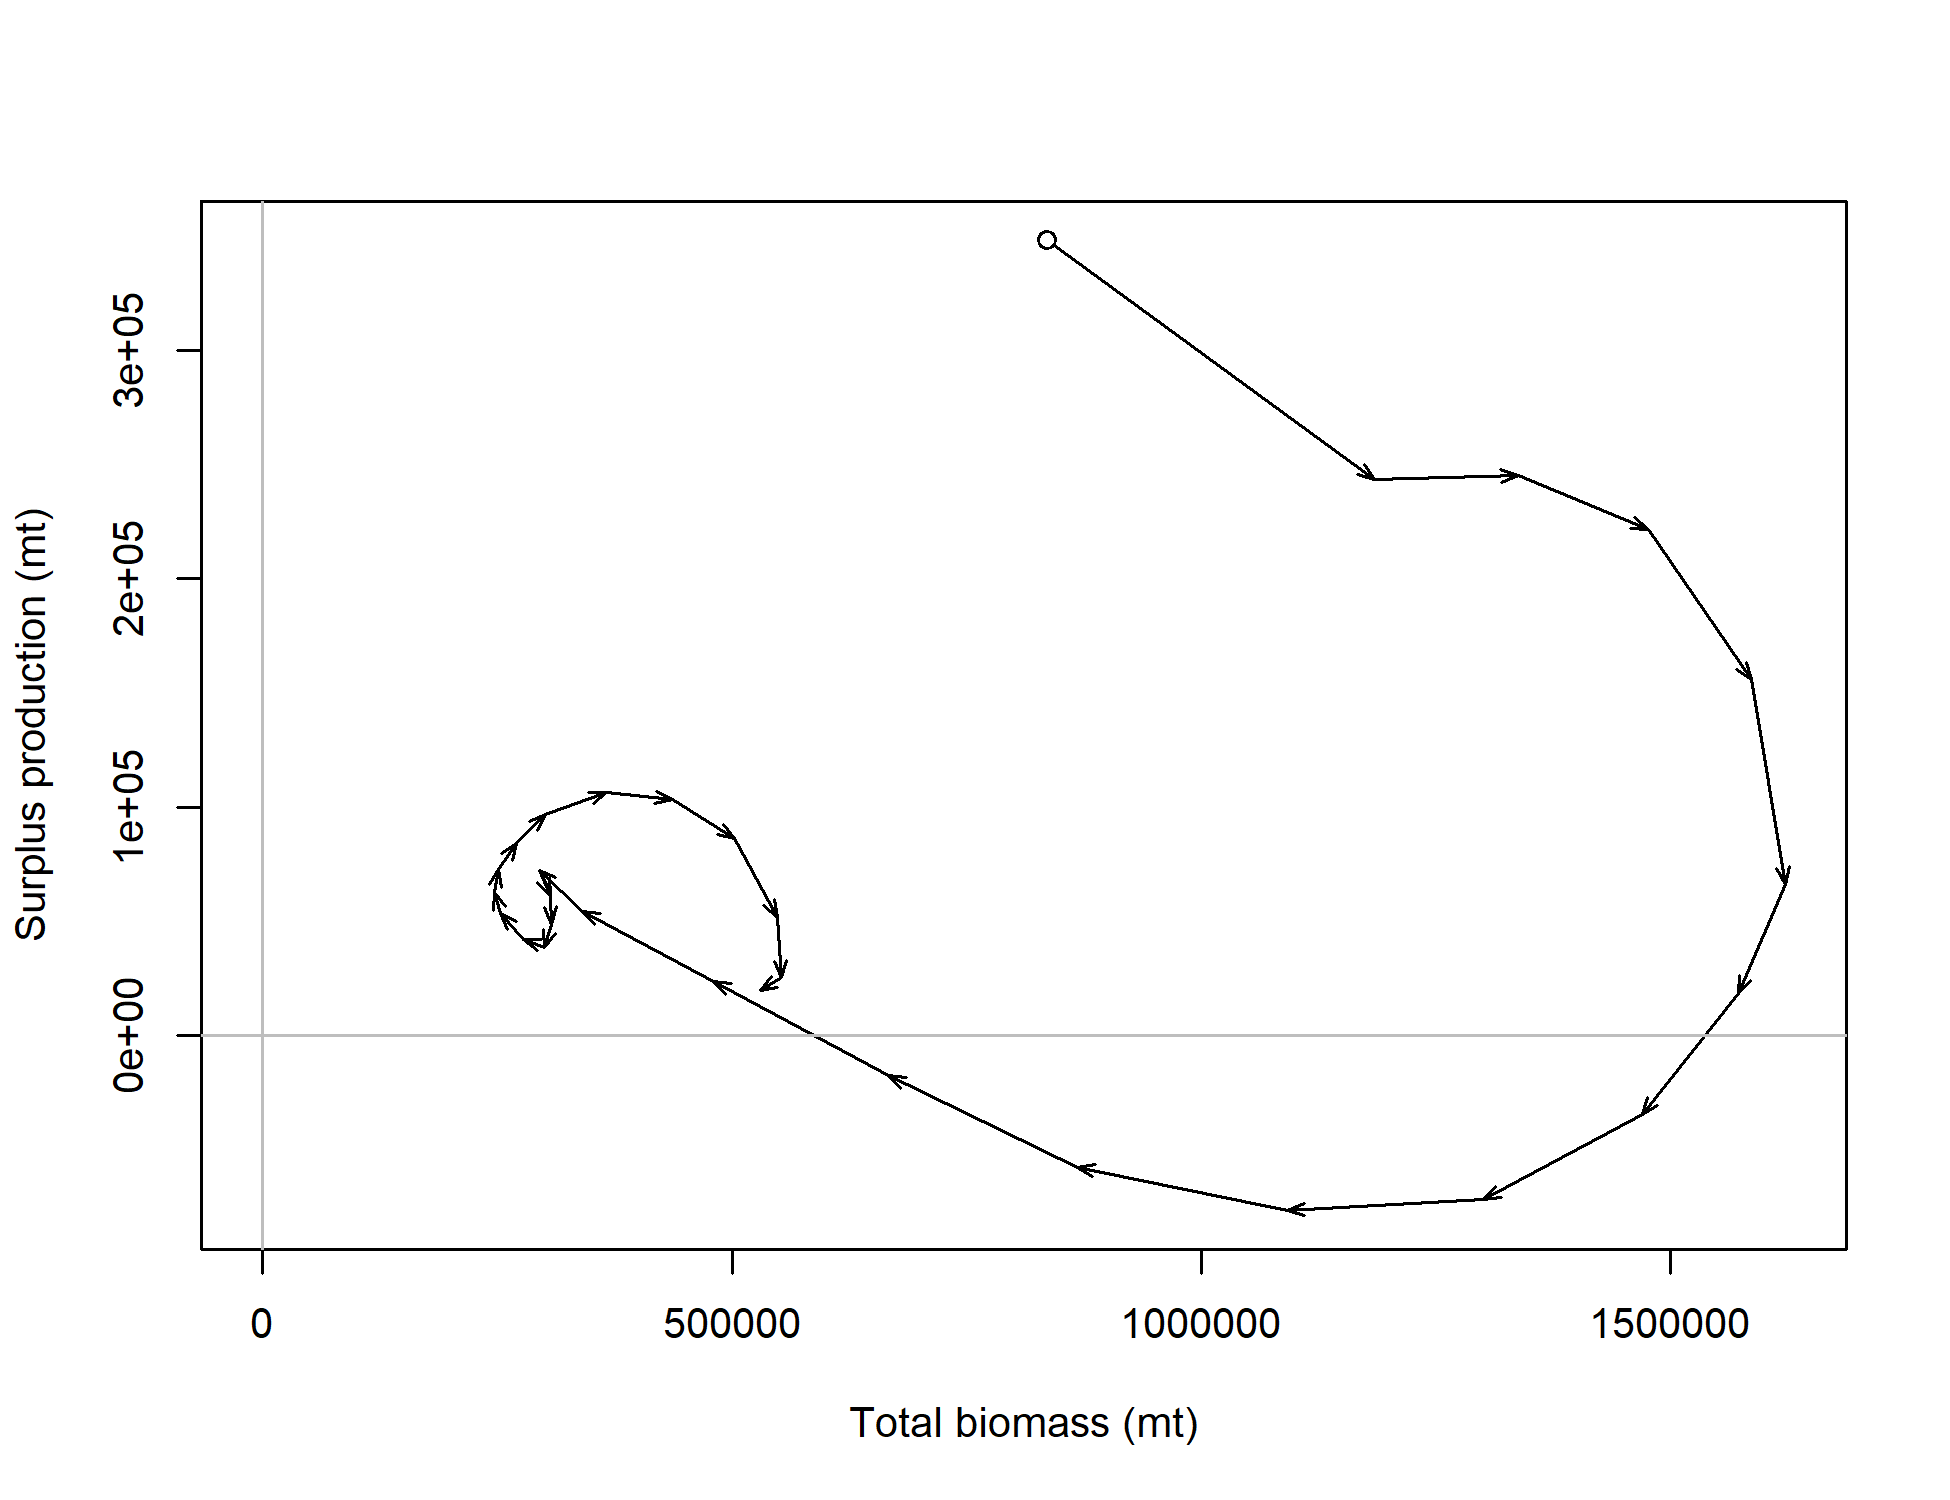 Surplus production (mt)
3e+05
2e+05
1e+05
0e+00
0 500000 1000000 1500000
Total biomass (mt)